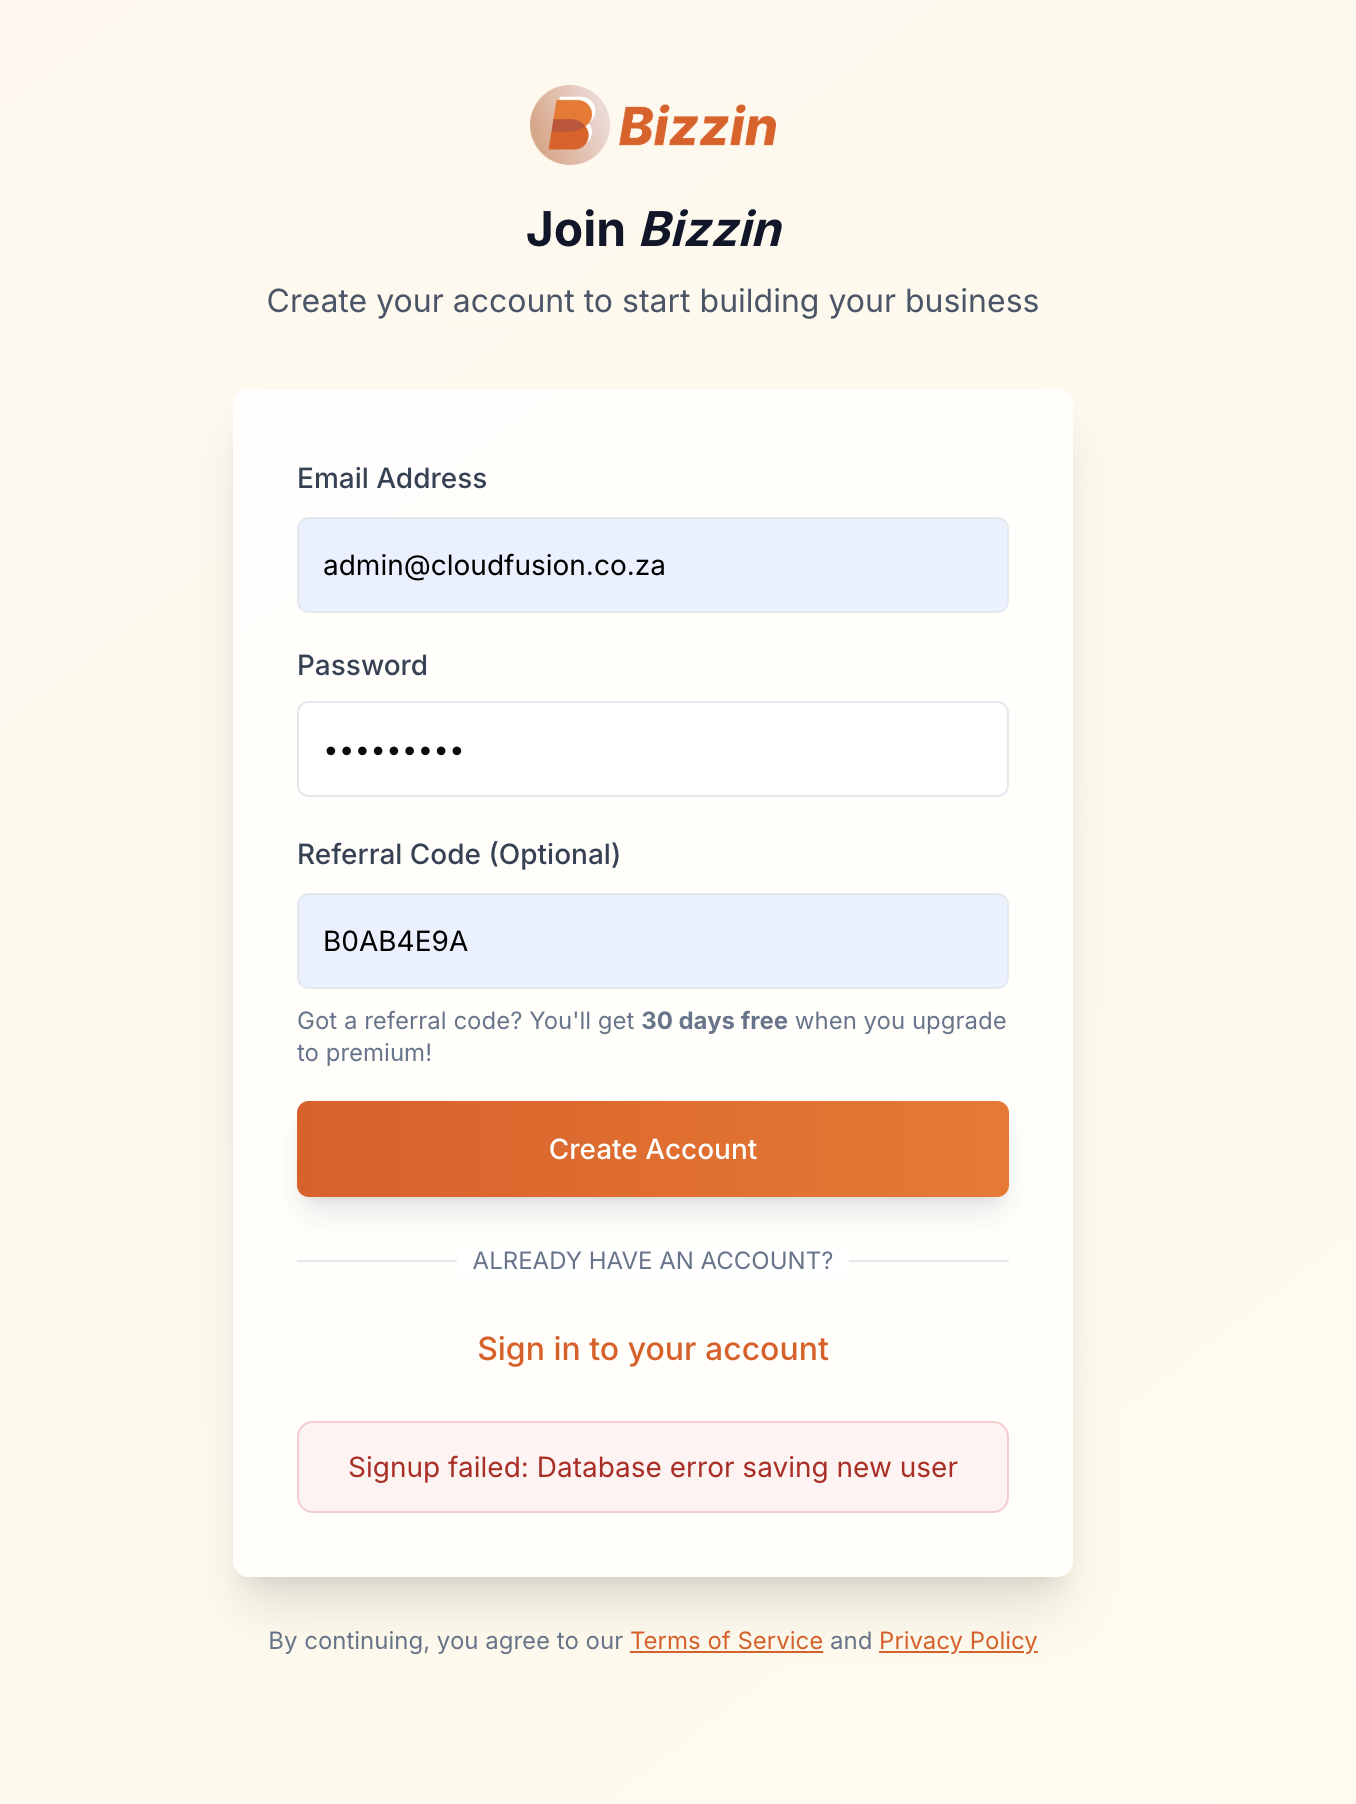 Bizzin
Join Bizzin
Create your account to start building your business
Email Address
admin@cloudfusion.co.za
Password
•••••••••
Referral Code (Optional)
B0AB4E9A
Got a referral code? You'll get 30 days free when you upgrade
to premium!
Create Account
ALREADY HAVE AN ACCOUNT?
Sign in to your account
Signup failed: Database error saving new user
By continuing, you agree to our Terms of Service and Privacy Policy